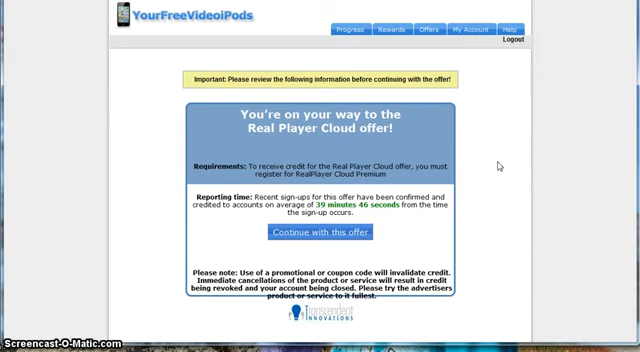 YourFreeVideoiPods
Progress Rewards Offers My Account Help
Logout
Important: Please review the following information before continuing with the offer!
You're on your way to the
Real Player Cloud offer!
Requirements: To receive credit for the Real Player Cloud offer, you must
register for RealPlayer Cloud Premium
Reporting time: Recent sign-ups for this offer have been confirmed and
credited to accounts on average of 39 minutes 46 seconds from the time
the sign-up occurs.
Continue with this offer
Please note: Use of a promotional or coupon code will invalidate credit.
Immediate cancellations of the product or service will result in credit
being revoked and your account being closed. Please try the advertisers
product or service to it fullest.
Transcendent
INNOVATIONS
Screencast-O-Matic.com